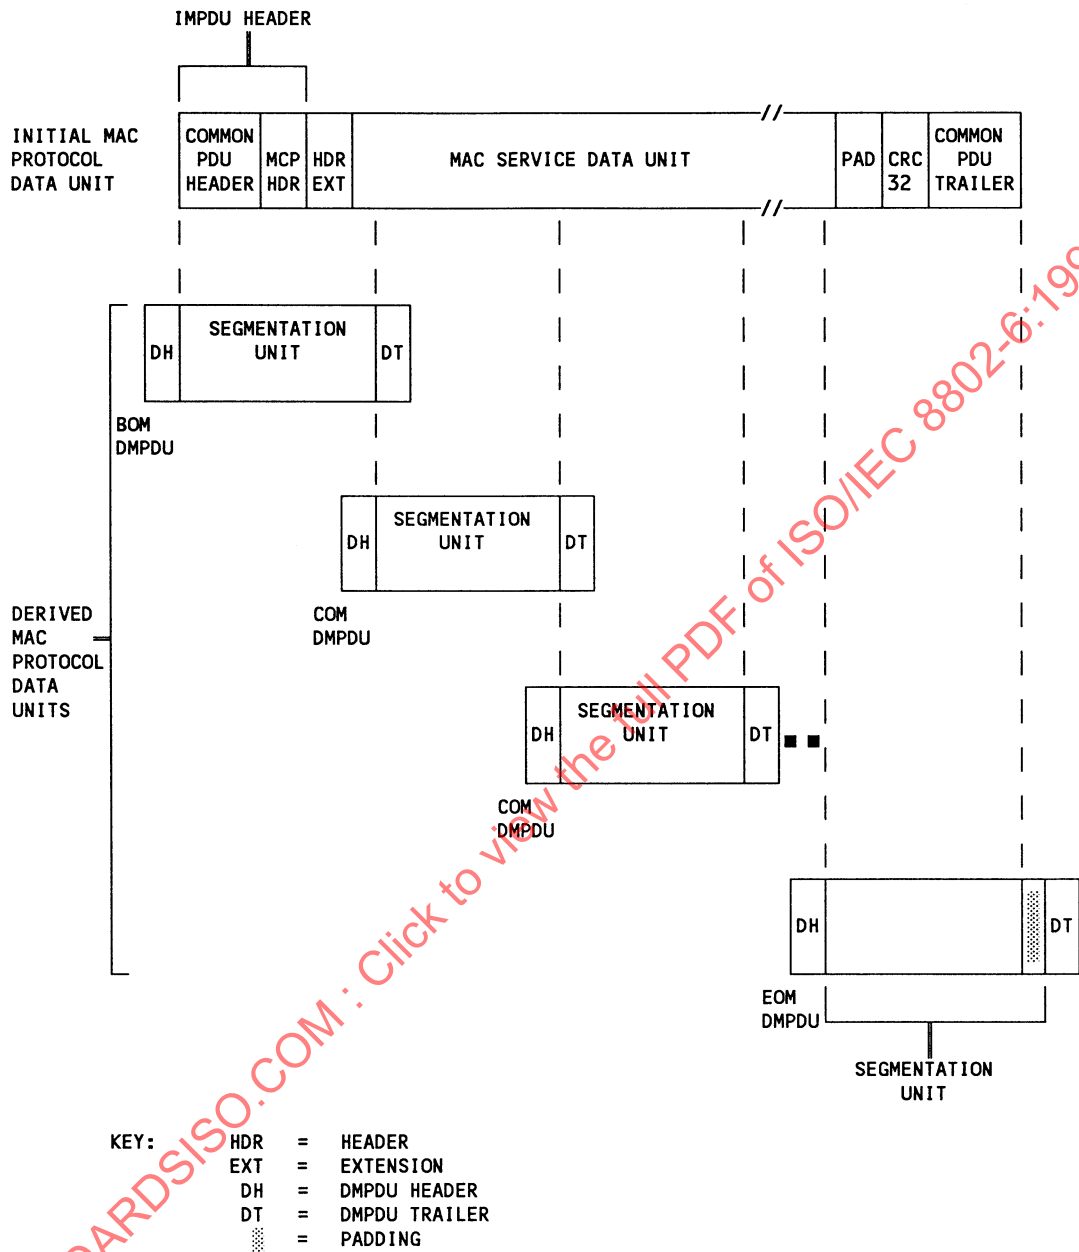 IMPDU HEADER
INITIAL MAC
PROTOCOL
DATA UNIT
COMMON
PDU
HEADER
MCP
HDR
HDR
EXT
MAC SERVICE DATA UNIT
PAD
CRC
32
COMMON
PDU
TRAILER
DH
SEGMENTATION
UNIT
DT
BOM
DMPDU
DH
SEGMENTATION
UNIT
DT
COM
DMPDU
DERIVED
MAC
PROTOCOL
DATA
UNITS
DH
SEGMENTATION
UNIT
DT
COM
DMPDU
DH
DT
EOM
DMPDU
SEGMENTATION
UNIT
KEY:
HDR = HEADER
EXT = EXTENSION
DH = DMPDU HEADER
DT = DMPDU TRAILER
= PADDING
ARDSISO.COM : Click to view the full PDF of ISO/IEC 8802-6:199